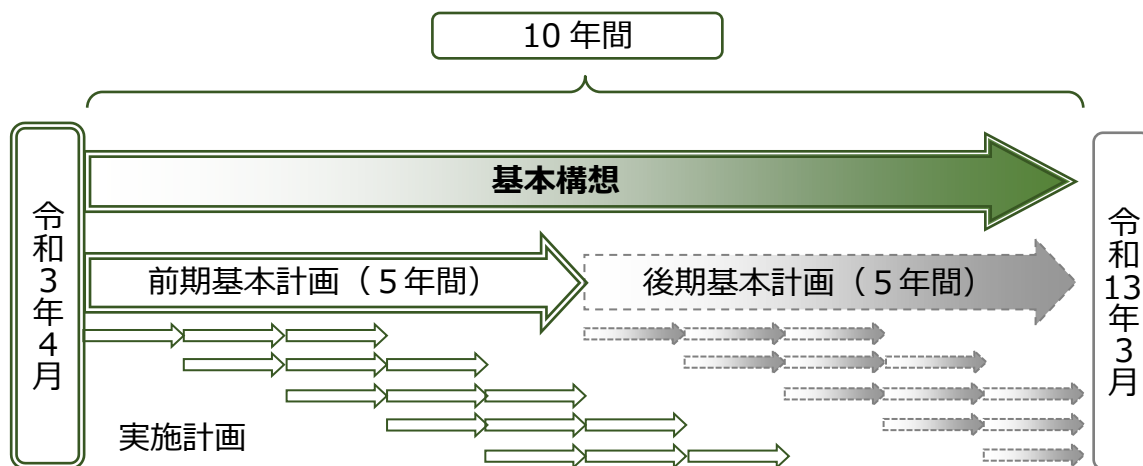 10 年間
令和３年４月
基本構想
前期基本計画（５年間）
後期基本計画（５年間）
実施計画
令和13年３月